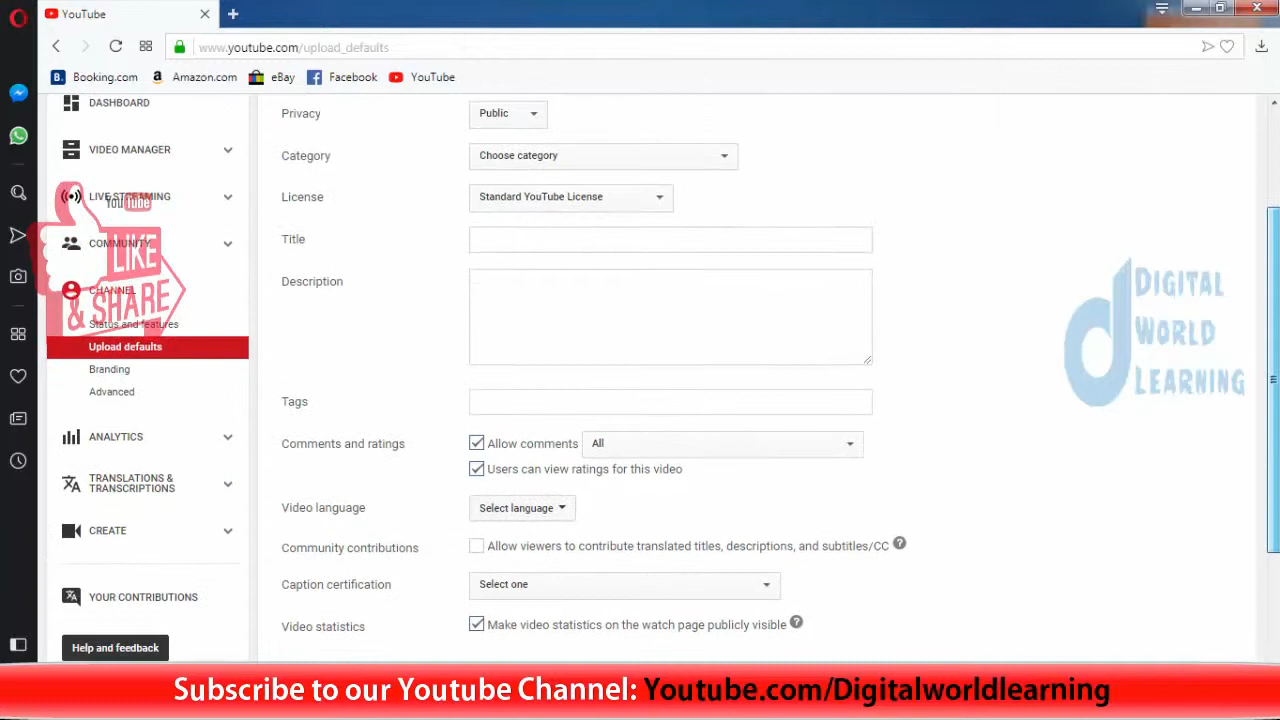 YouTube
www.youtube.com/upload_defaults
Booking.com
Amazon.com
eBay
Facebook
YouTube
DASHBOARD
VIDEO MANAGER
LIVE STREAMING
COMMUNITY
CHANNEL
Status and features
Upload defaults
Branding
Advanced
ANALYTICS
TRANSLATIONS &
TRANSCRIPTIONS
CREATE
YOUR CONTRIBUTIONS
Help and feedback
YouTube
LIKE
& SHARE
Privacy
Public
Category
Choose category
License
Standard YouTube License
Title
Description
Tags
Comments and ratings
Allow comments
All
Users can view ratings for this video
Video language
Select language
Community contributions
Allow viewers to contribute translated titles, descriptions, and subtitles/CC
Caption certification
Select one
Video statistics
Make video statistics on the watch page publicly visible
d DIGITAL
WORLD
LEARNING
Subscribe to our Youtube Channel: Youtube.com/Digitalworldlearning